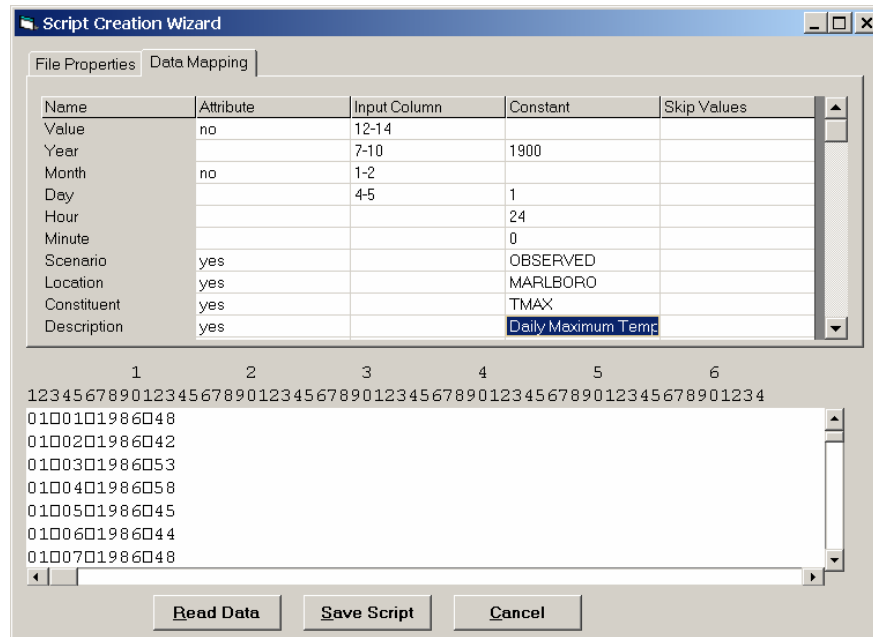 Script Creation Wizard
File Properties Data Mapping
Name Attribute Input Column Constant Skip Values
Value no 12-14
Year 7-10 1900
Month no 1-2
Day 4-5 1
Hour 24
Minute 0
Scenario yes OBSERVED
Location yes MARLBORO
Constituent yes TMAX
Description yes Daily Maximum Temp
1 2 3 4 5 6
1234567890123456789012345678901234567890123456789012345678901234
01□01□1986□48
01□02□1986□42
01□03□1986□53
01□04□1986□58
01□05□1986□45
01□06□1986□44
01□07□1986□48
Read Data Save Script Cancel